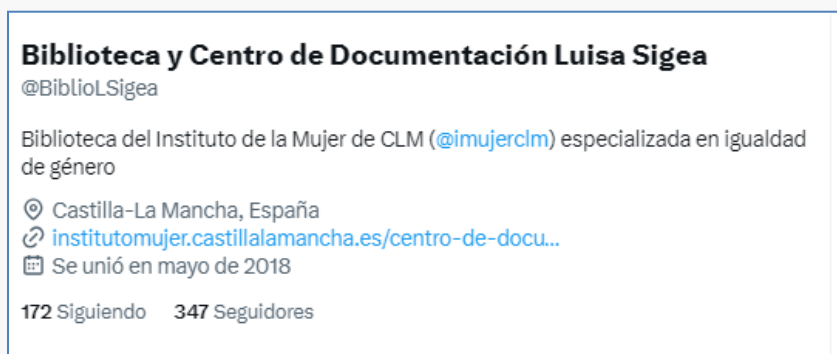 Biblioteca y Centro de Documentación Luisa Sigea
@BiblioLSigea
Biblioteca del Instituto de la Mujer de CLM (@imujerclm) especializada en igualdad
de género
Castilla-La Mancha, España
institutomujer.castillalamancha.es/centro-de-docu...
Se unió en mayo de 2018
172 Siguiendo 347 Seguidores